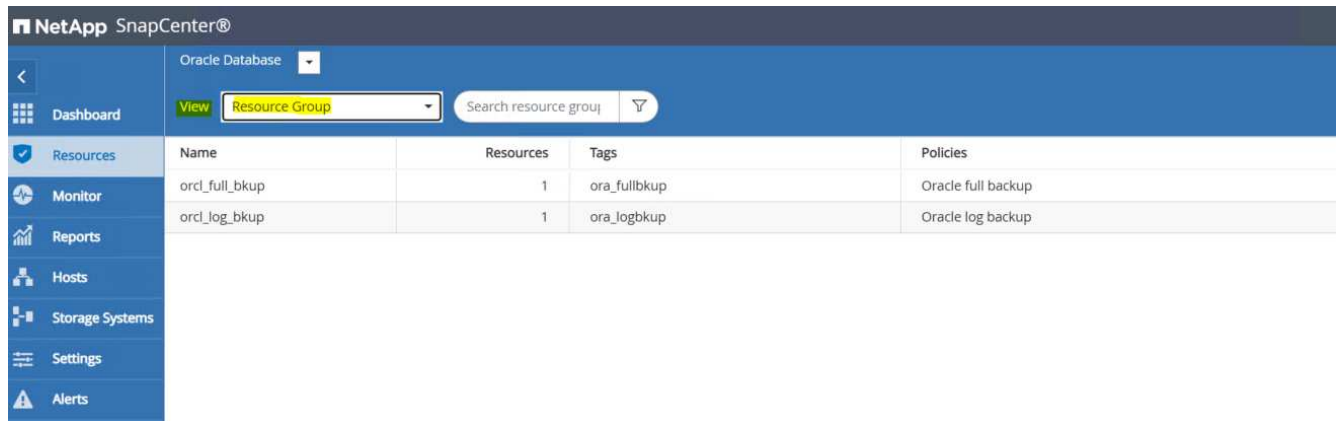 NetApp SnapCenter®
Oracle Database
View Resource Group Search resource grou
Dashboard
Resources
Monitor
Reports
Hosts
Storage Systems
Settings
Alerts
Name Resources Tags Policies
orcl_full_bkup 1 ora_fullbkup Oracle full backup
orcl_log_bkup 1 ora_logbkup Oracle log backup